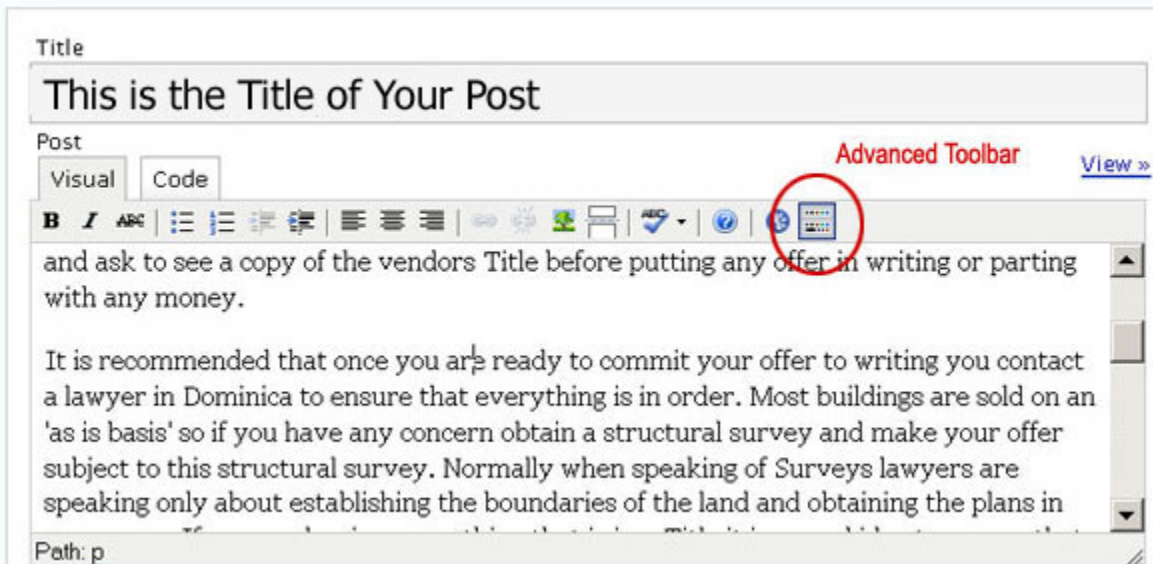 Title
This is the Title of Your Post
Post
Advanced Toolbar
View »
Visual
Code
B I ABC ABC
and ask to see a copy of the vendors Title before putting any offer in writing or parting
with any money.
It is recommended that once you are ready to commit your offer to writing you contact
a lawyer in Dominica to ensure that everything is in order. Most buildings are sold on an
'as is basis' so if you have any concern obtain a structural survey and make your offer
subject to this structural survey. Normally when speaking of Surveys lawyers are
speaking only about establishing the boundaries of the land and obtaining the plans in
Path: p